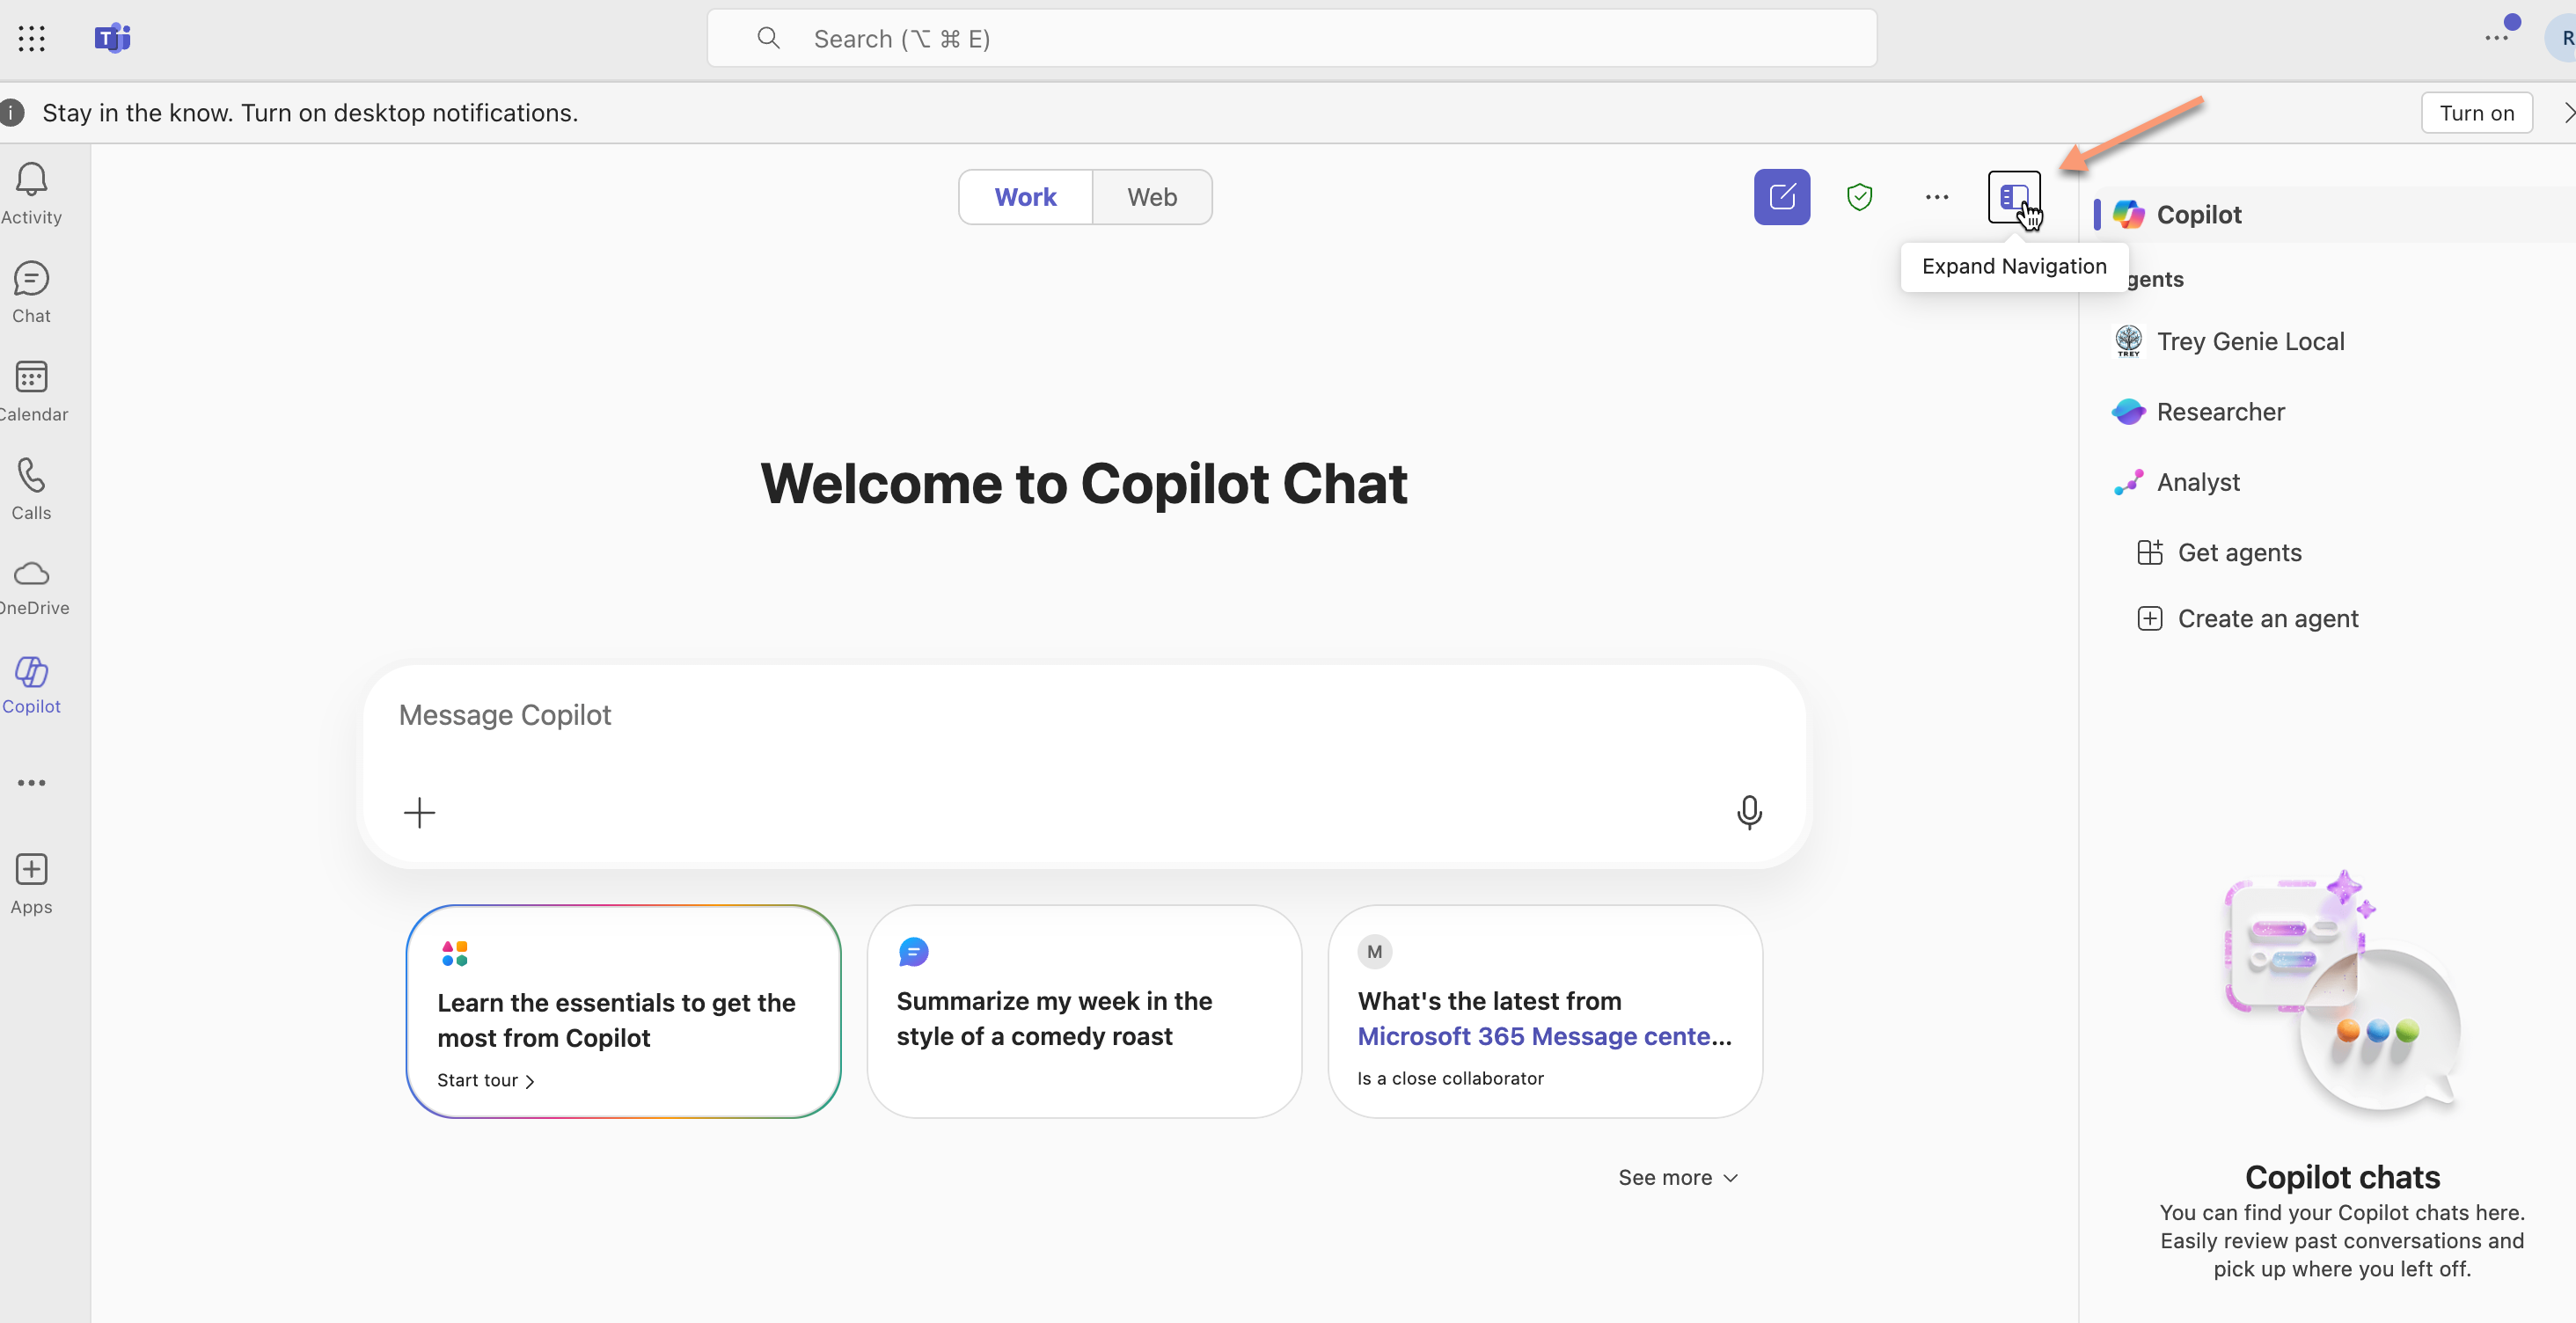 Search (⌥ ⌘ E)
R
Stay in the know. Turn on desktop notifications.
Turn on
Activity
Chat
Calendar
Calls
OneDrive
Copilot
Apps
Work
Web
Expand Navigation
Welcome to Copilot Chat
Message Copilot
Learn the essentials to get the
most from Copilot
Start tour
Summarize my week in the
style of a comedy roast
M
What's the latest from
Microsoft 365 Message cente...
Is a close collaborator
See more
Copilot
gents
TREY
Trey Genie Local
Researcher
Analyst
Get agents
Create an agent
Copilot chats
You can find your Copilot chats here.
Easily review past conversations and
pick up where you left off.